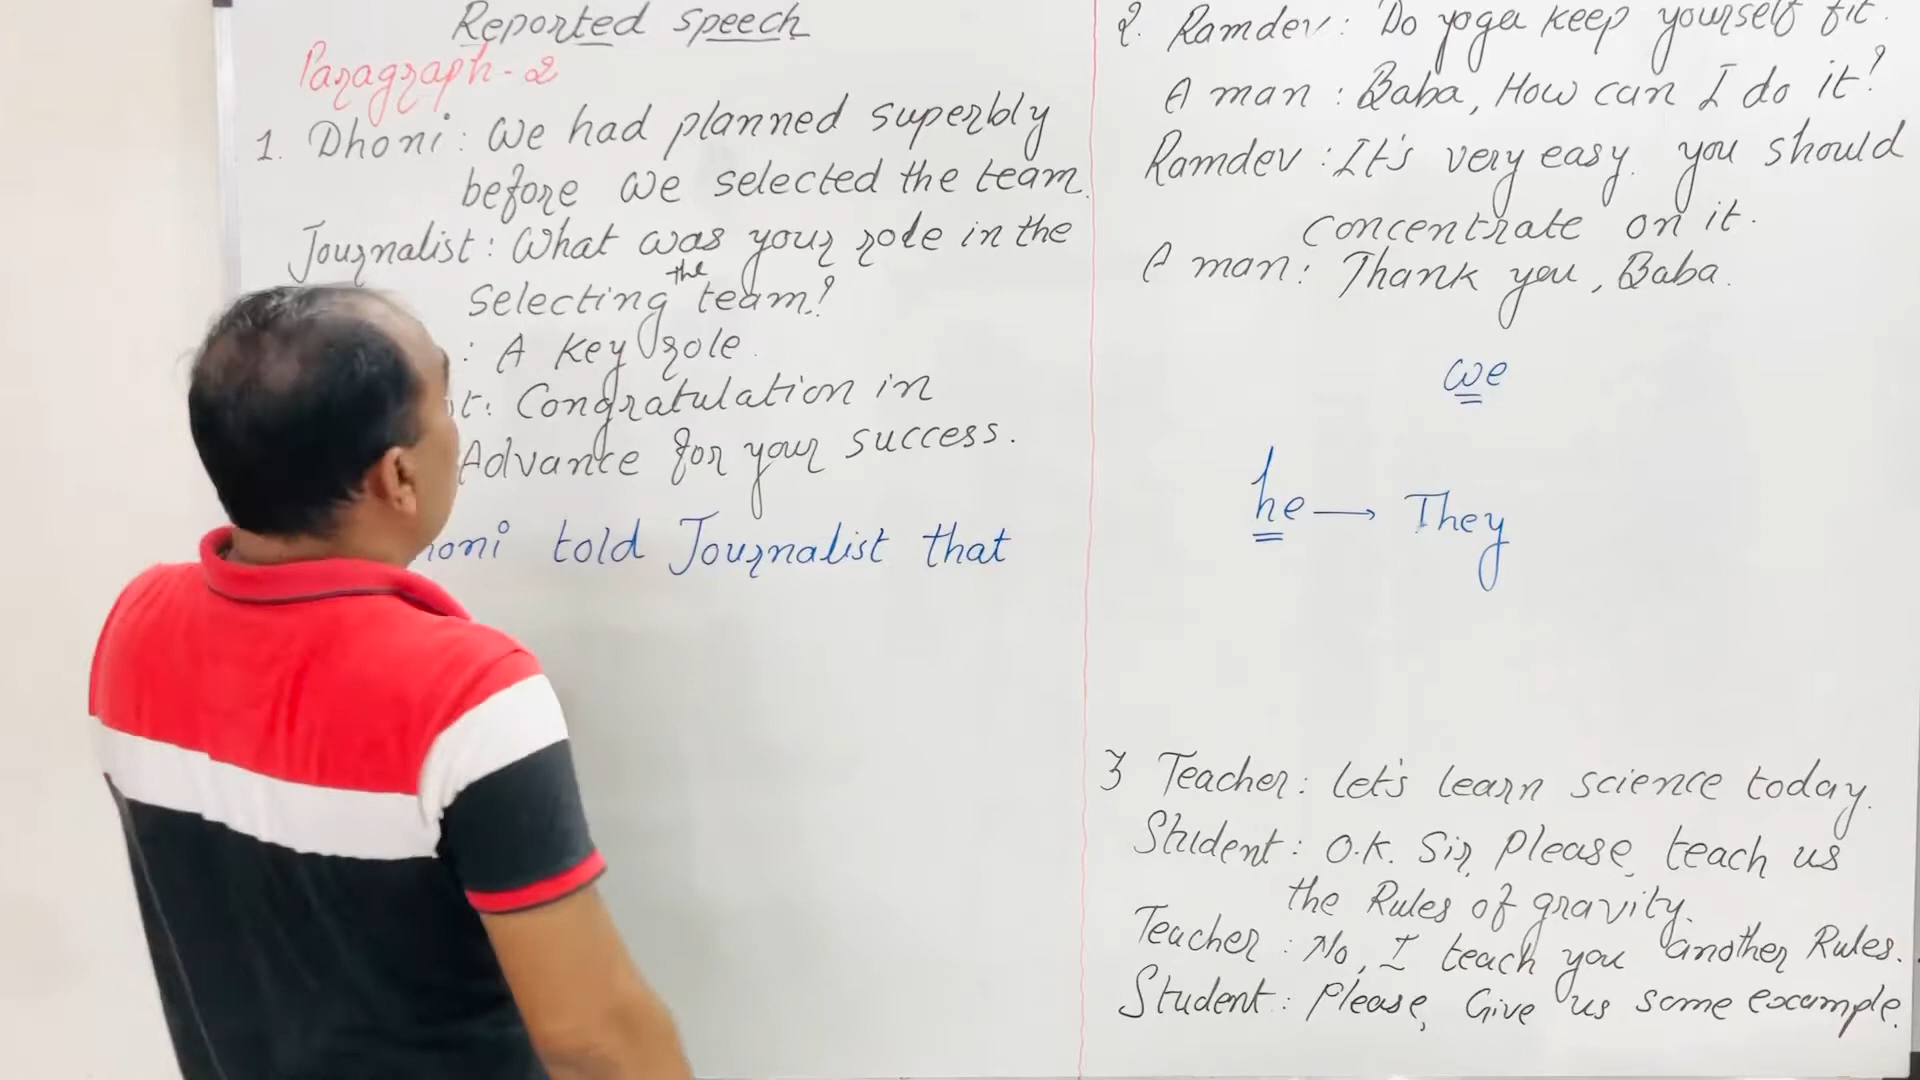 Reported speech
Paragraph-2
1. Dhoni: We had planned superbly
before we selected the team.
Journalist: What was your role in the
the
selecting team?
: A key role.
t: Congratulation in
Advance for your success.
honi told Journalist that
2. Ramdev: Do yoga keep yourself fit.
A man: Baba, How can I do it?
Ramdev: It's very easy. you should
concentrate on it.
A man: Thank you, Baba.
we
he → They
3 Teacher: Let's learn science today.
Student: O.K. Sir, Please, teach us
the Rules of gravity.
Teacher: No, I teach you another Rules.
Student: Please, Give us some example.